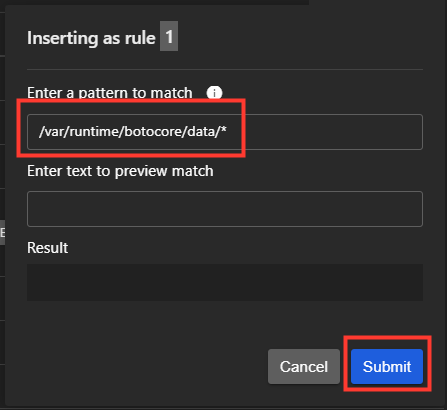 Inserting as rule 1
Enter a pattern to match i
/var/runtime/botocore/data/*
Enter text to preview match
E
Result
Cancel Submit